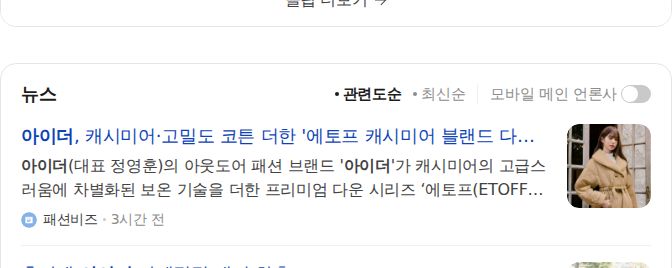 클립 더보기 →
뉴스
• 관련도순 • 최신순 모바일 메인 언론사
아이더, 캐시미어·고밀도 코튼 더한 '에토프 캐시미어 블랜드 다…
아이더(대표 정영훈)의 아웃도어 패션 브랜드 '아이더'가 캐시미어의 고급스
러움에 차별화된 보온 기술을 더한 프리미엄 다운 시리즈 ‘에토프(ETOFF…
패션비즈 · 3시간 전